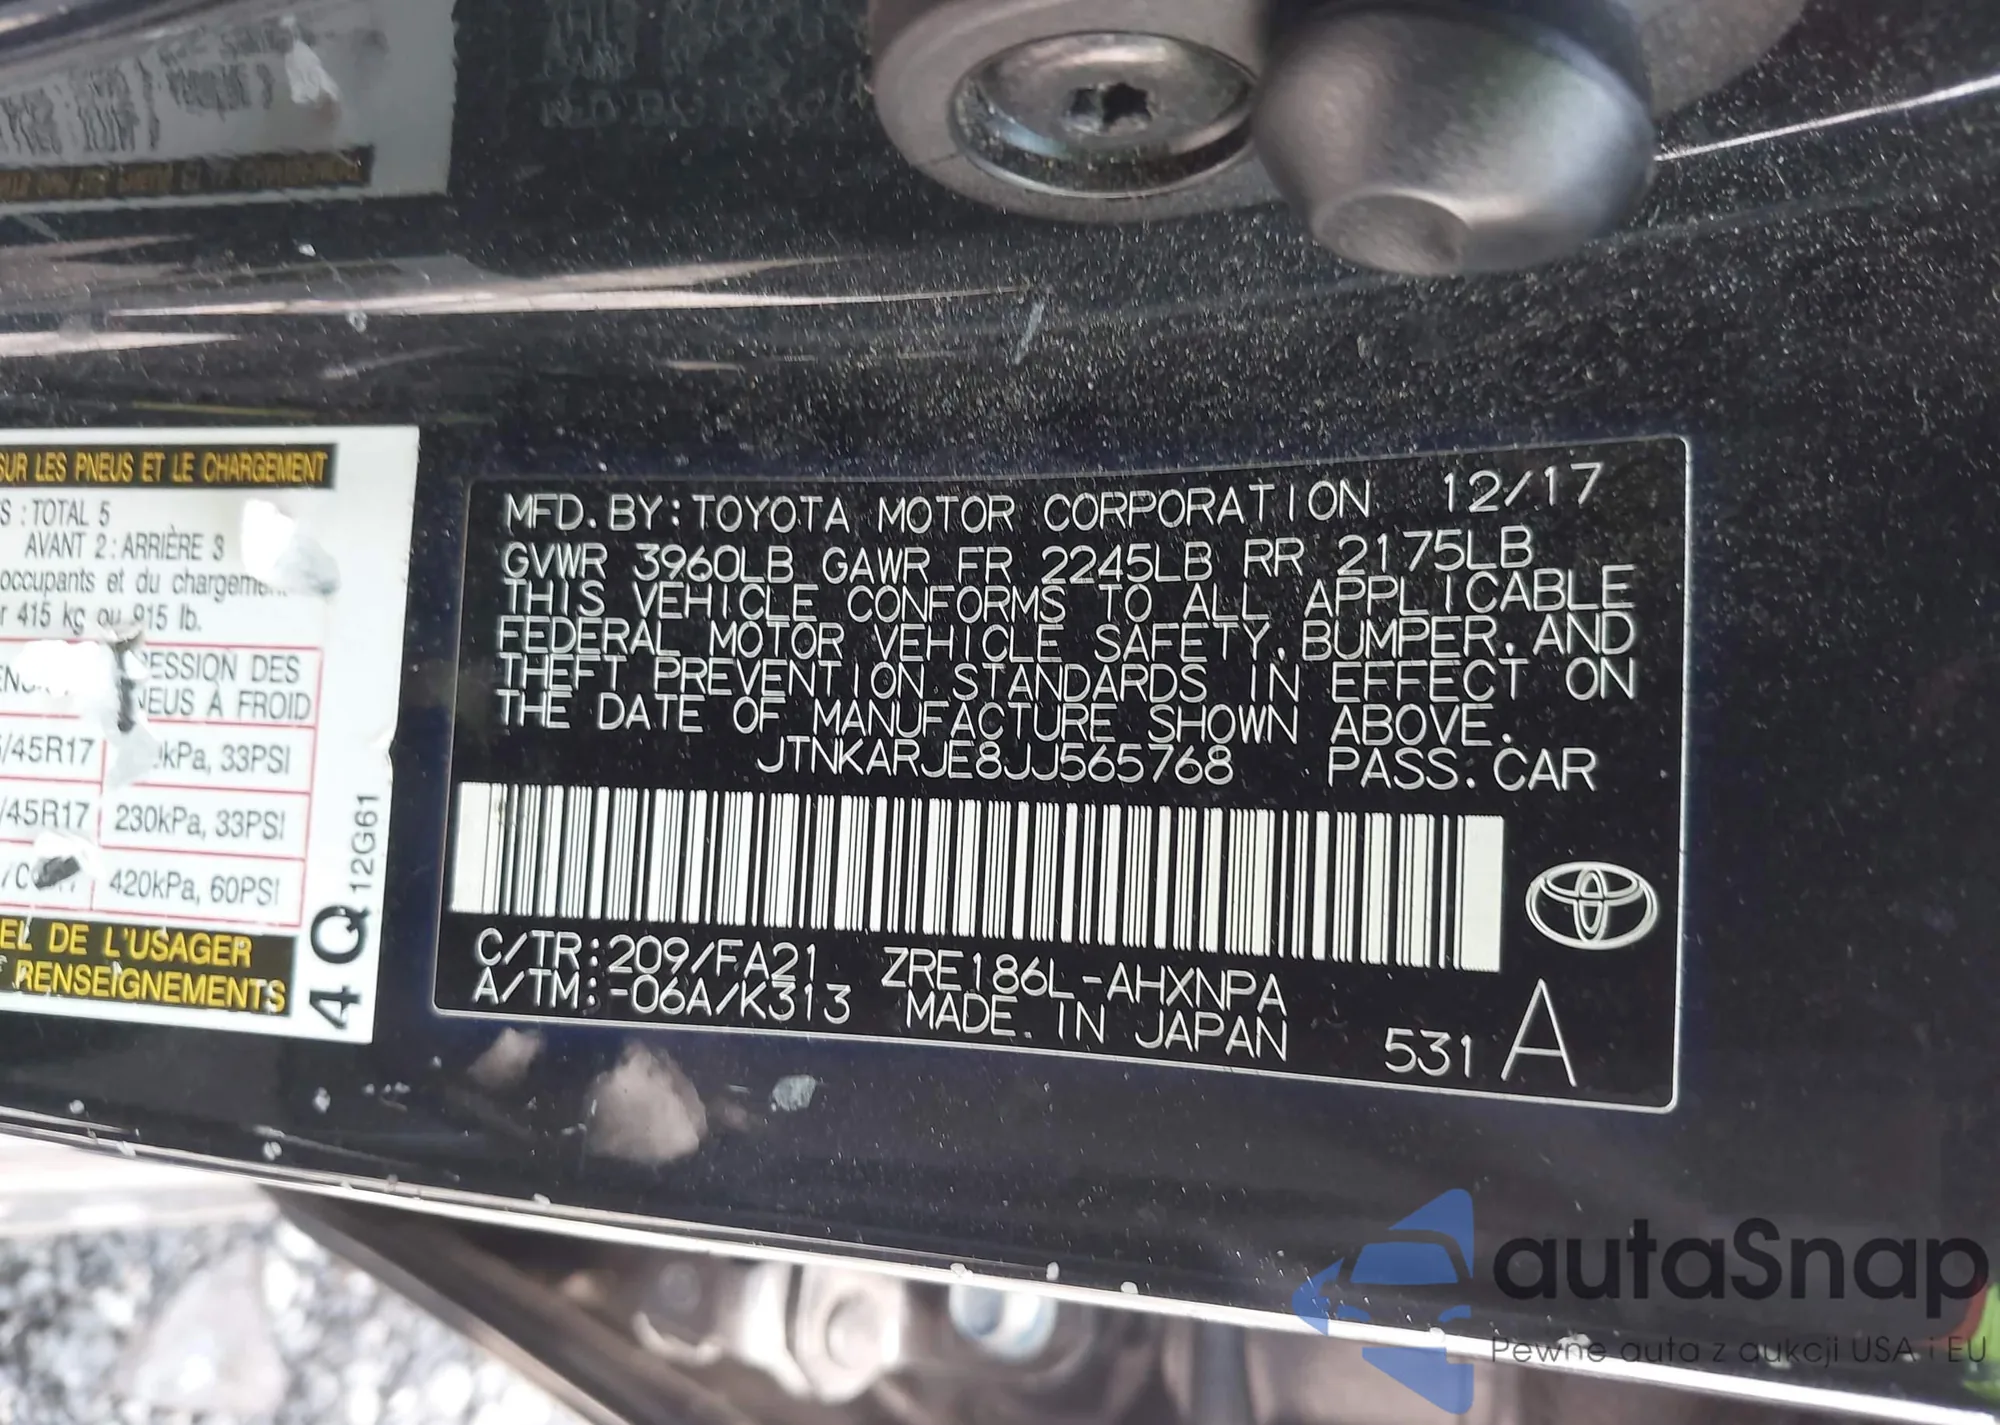 SUR LES PNEUS ET LE CHARGEMENT
S : TOTAL 5
AVANT 2 : ARRIÈRE 3
occupants et du chargeme
r 415 kg ou 915 lb.
ESSION DES
NEUS À FROID
/45R17
kPa, 33PSI
/45R17
230kPa, 33PSI
420kPa, 60PSI
EL DE L'USAGER
RENSEIGNEMENTS
4Q 12G61
MFD. BY: TOYOTA MOTOR CORPORATION 12/17
GVWR 3960LB GAWR FR 2245LB RR 2175LB
THIS VEHICLE CONFORMS TO ALL APPLICABLE
FEDERAL MOTOR VEHICLE SAFETY, BUMPER, AND
THEFT PREVENTION STANDARDS IN EFFECT ON
THE DATE OF MANUFACTURE SHOWN ABOVE.
JTNKARJE8JJ565768 PASS. CAR
C/TR: 209/FA21 ZRE186L-AHXNPA
A/TM: -06A/K313 MADE IN JAPAN 531 A
autaSnap
Pewne auta z aukcji USA i EU